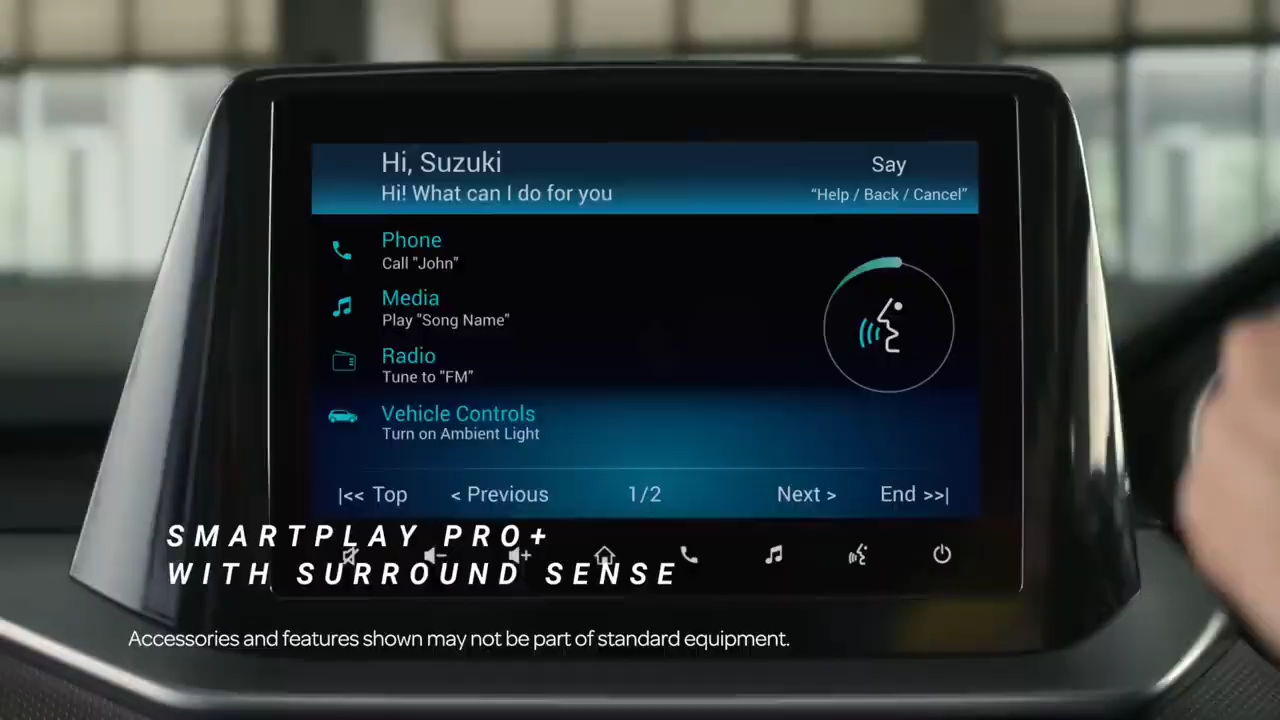 Hi, Suzuki
Hi! What can I do for you
Say
“Help / Back / Cancel”
Phone
Call "John"
Media
Play "Song Name"
Radio
Tune to "FM"
Vehicle Controls
Turn on Ambient Light
|<< Top < Previous 1/2 Next > End >>|
SMARTPLAY PRO+
WITH SURROUND SENSE
Accessories and features shown may not be part of standard equipment.